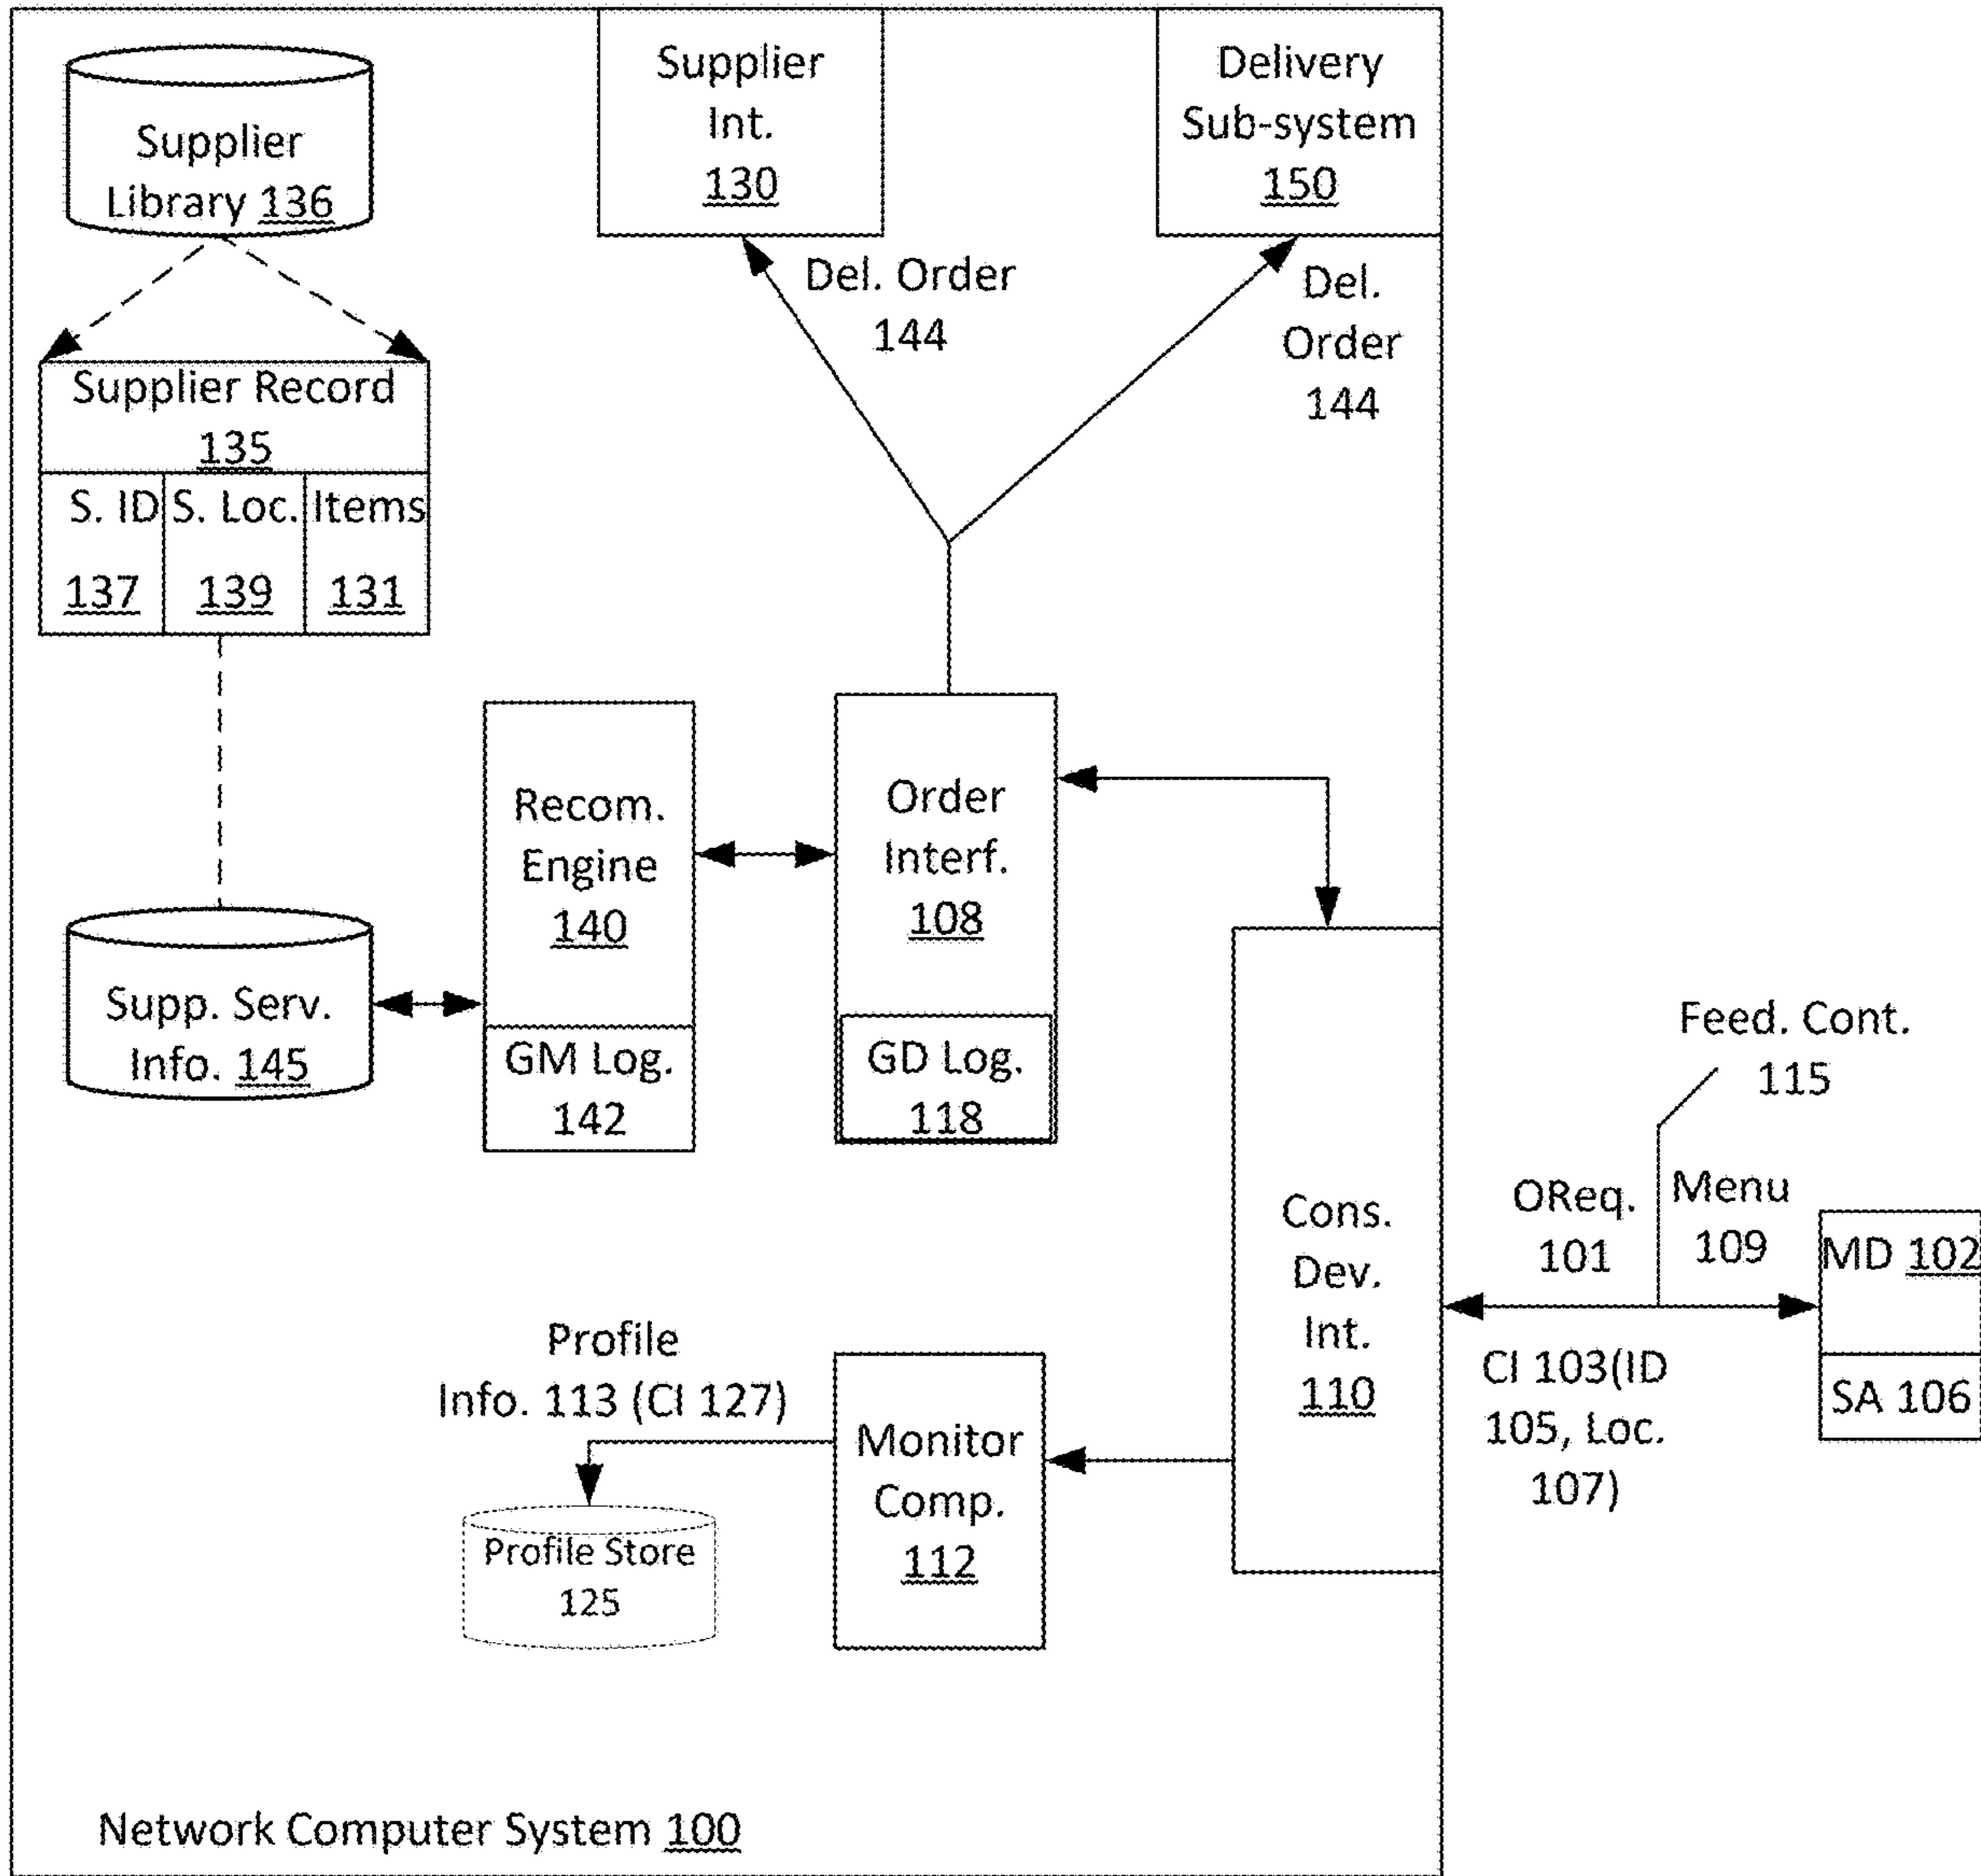 Supplier
Library 136
Supplier
Int.
130
Delivery
Sub-system
150
Del. Order
144
Del.
Order
144
Supplier Record
135
S. ID
137
S. Loc.
139
Items
131
Recom.
Engine
140
GM Log.
142
Order
Interf.
108
GD Log.
118
Supp. Serv.
Info. 145
Feed. Cont.
115
OReq.
101
Menu
109
MD 102
SA 106
Cons.
Dev.
Int.
110
CI 103(ID
105, Loc.
107)
Profile
Info. 113 (CI 127)
Monitor
Comp.
112
Profile Store
125
Network Computer System 100